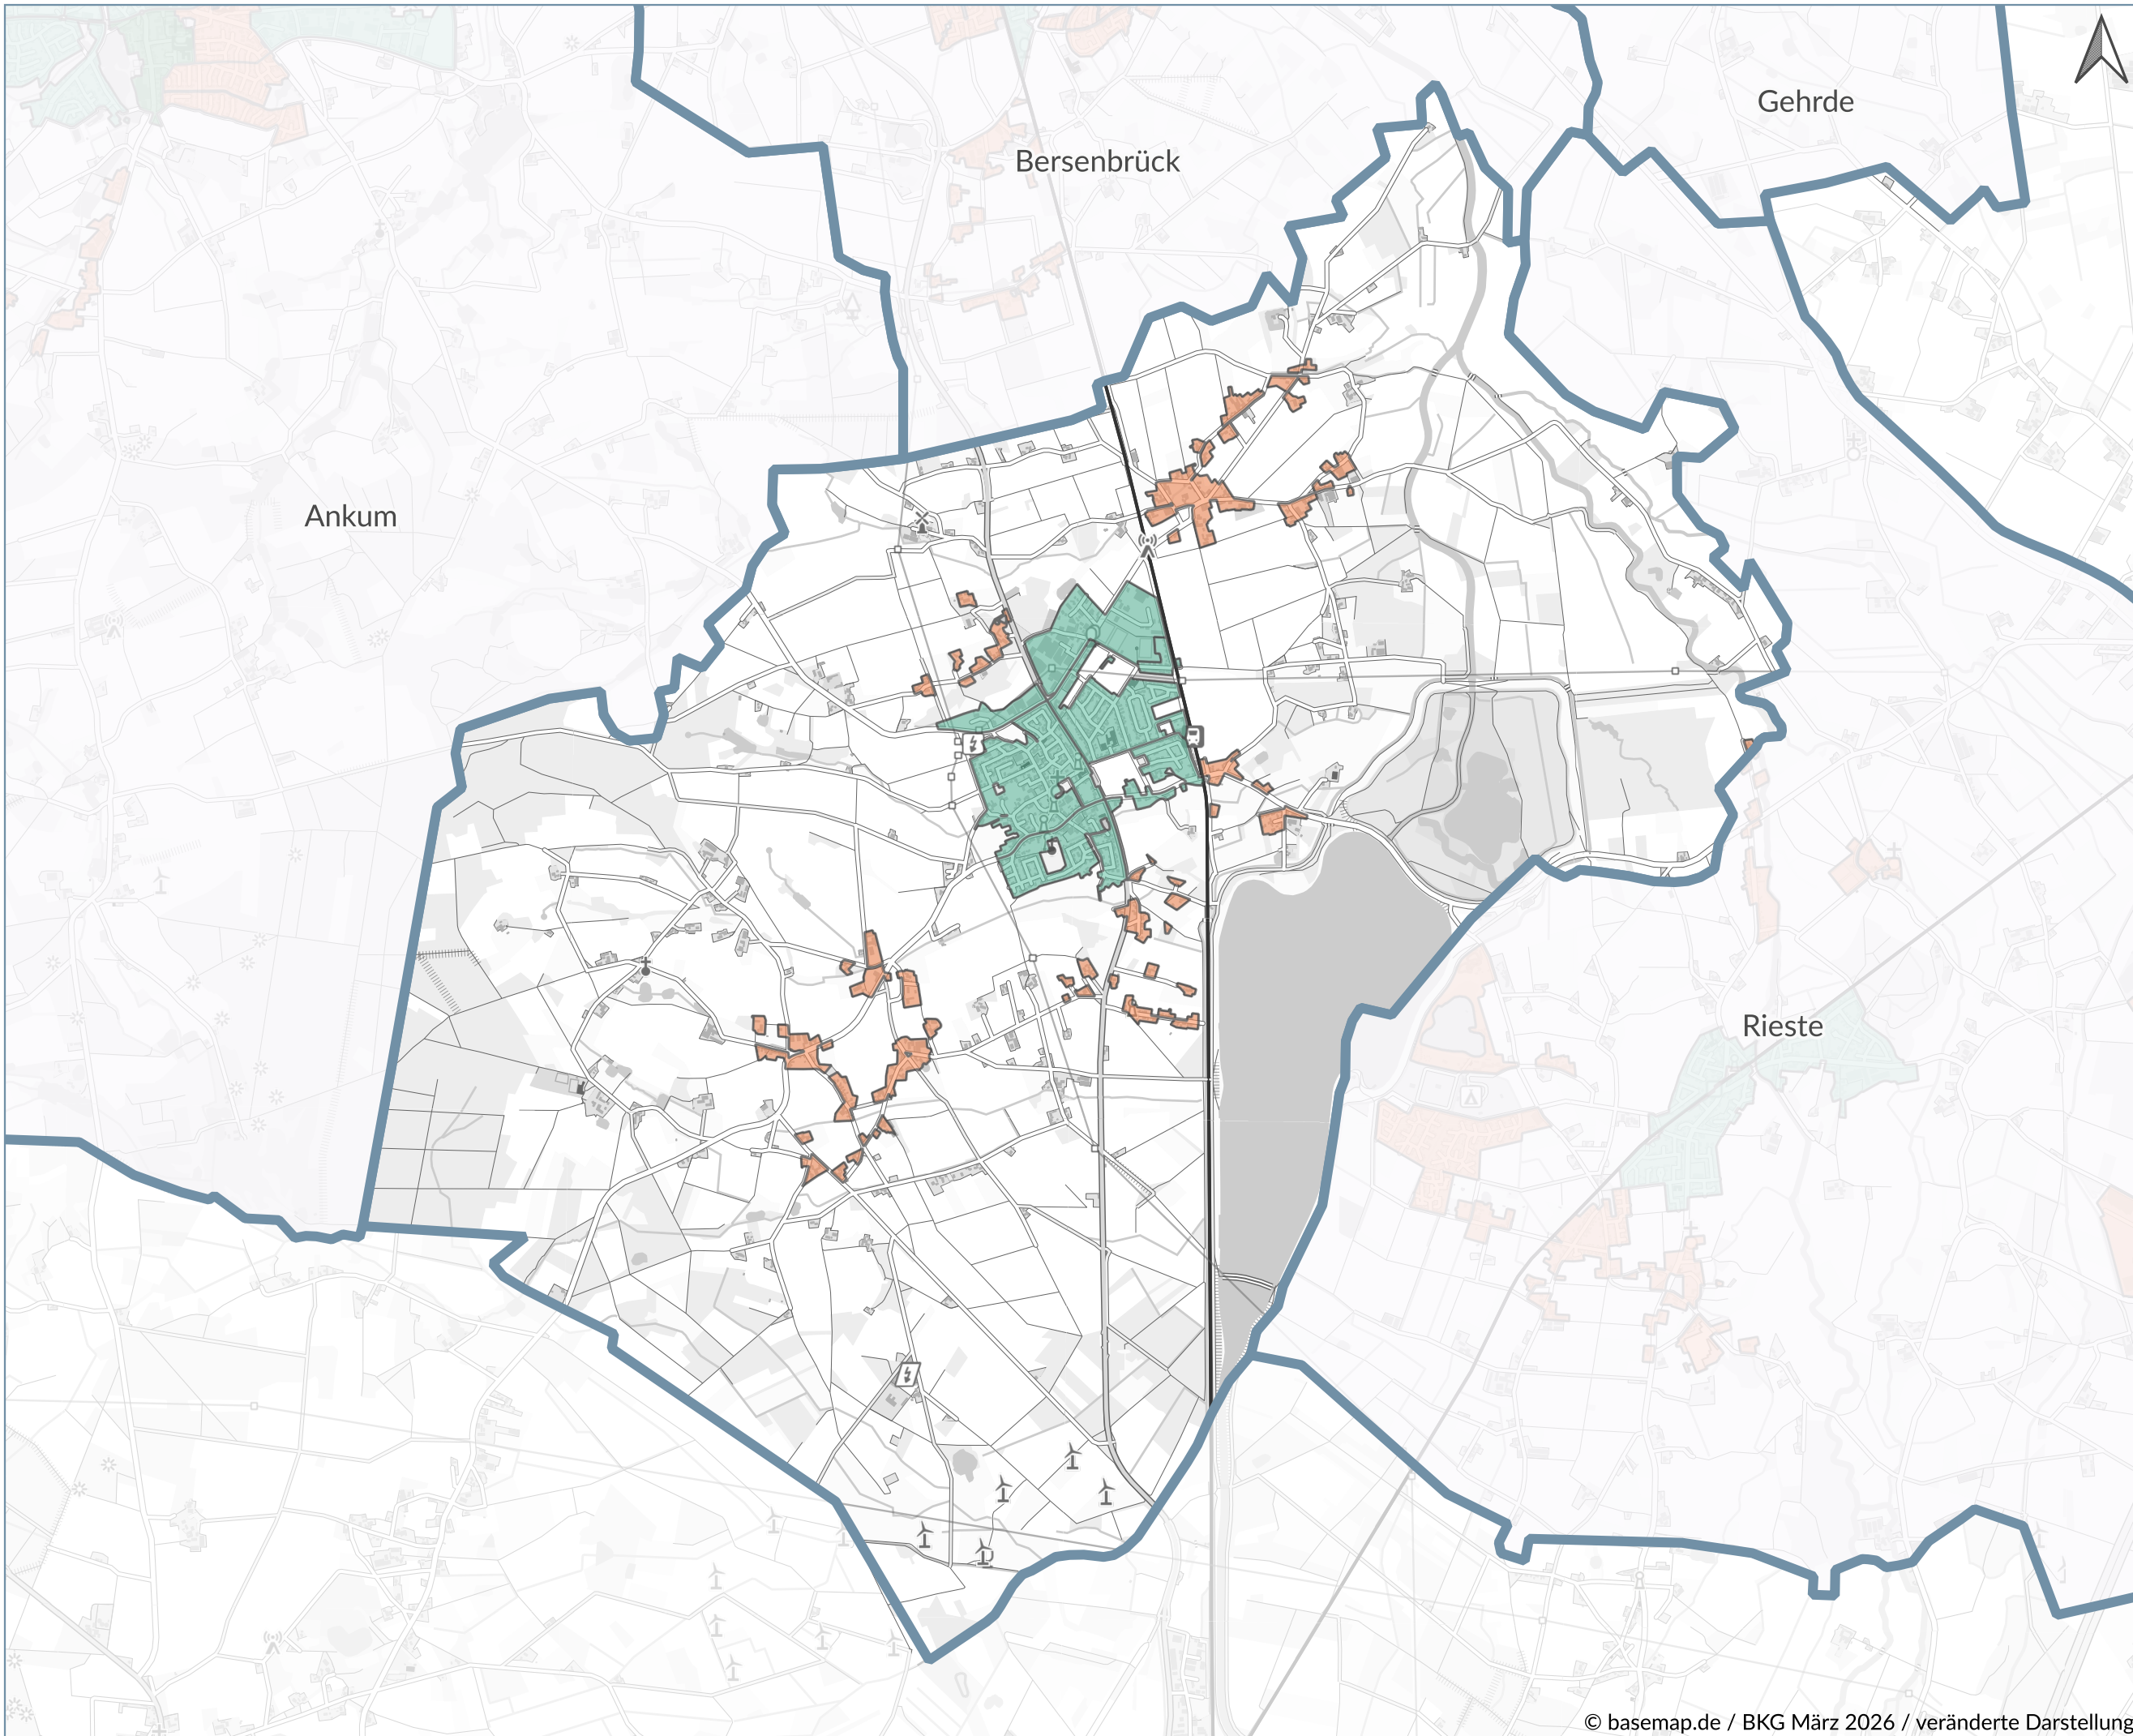 Gehrde
Bersenbrück
Ankum
Rieste
© basemap.de / BKG März 2026 / veränderte Darstellung